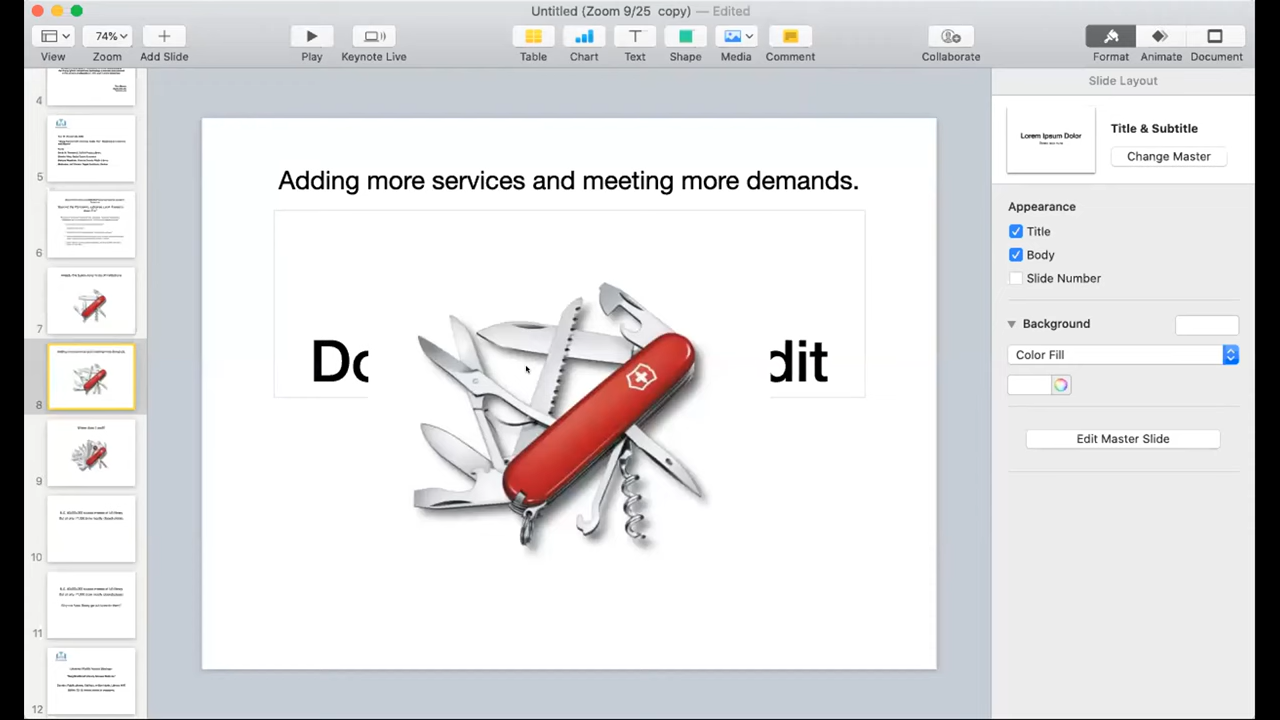 Untitled (Zoom 9/25 copy) — Edited
74%
View
Zoom
Add Slide
Play
Keynote Live
Table
Chart
Text
Shape
Media
Comment
Collaborate
Format
Animate
Document
4
5
6
7
8
9
10
11
12
Adding more services and meeting more demands.
Do
dit
Slide Layout
Lorem Ipsum Dolor
Title & Subtitle
Change Master
Appearance
Title
Body
Slide Number
Background
Color Fill
Edit Master Slide